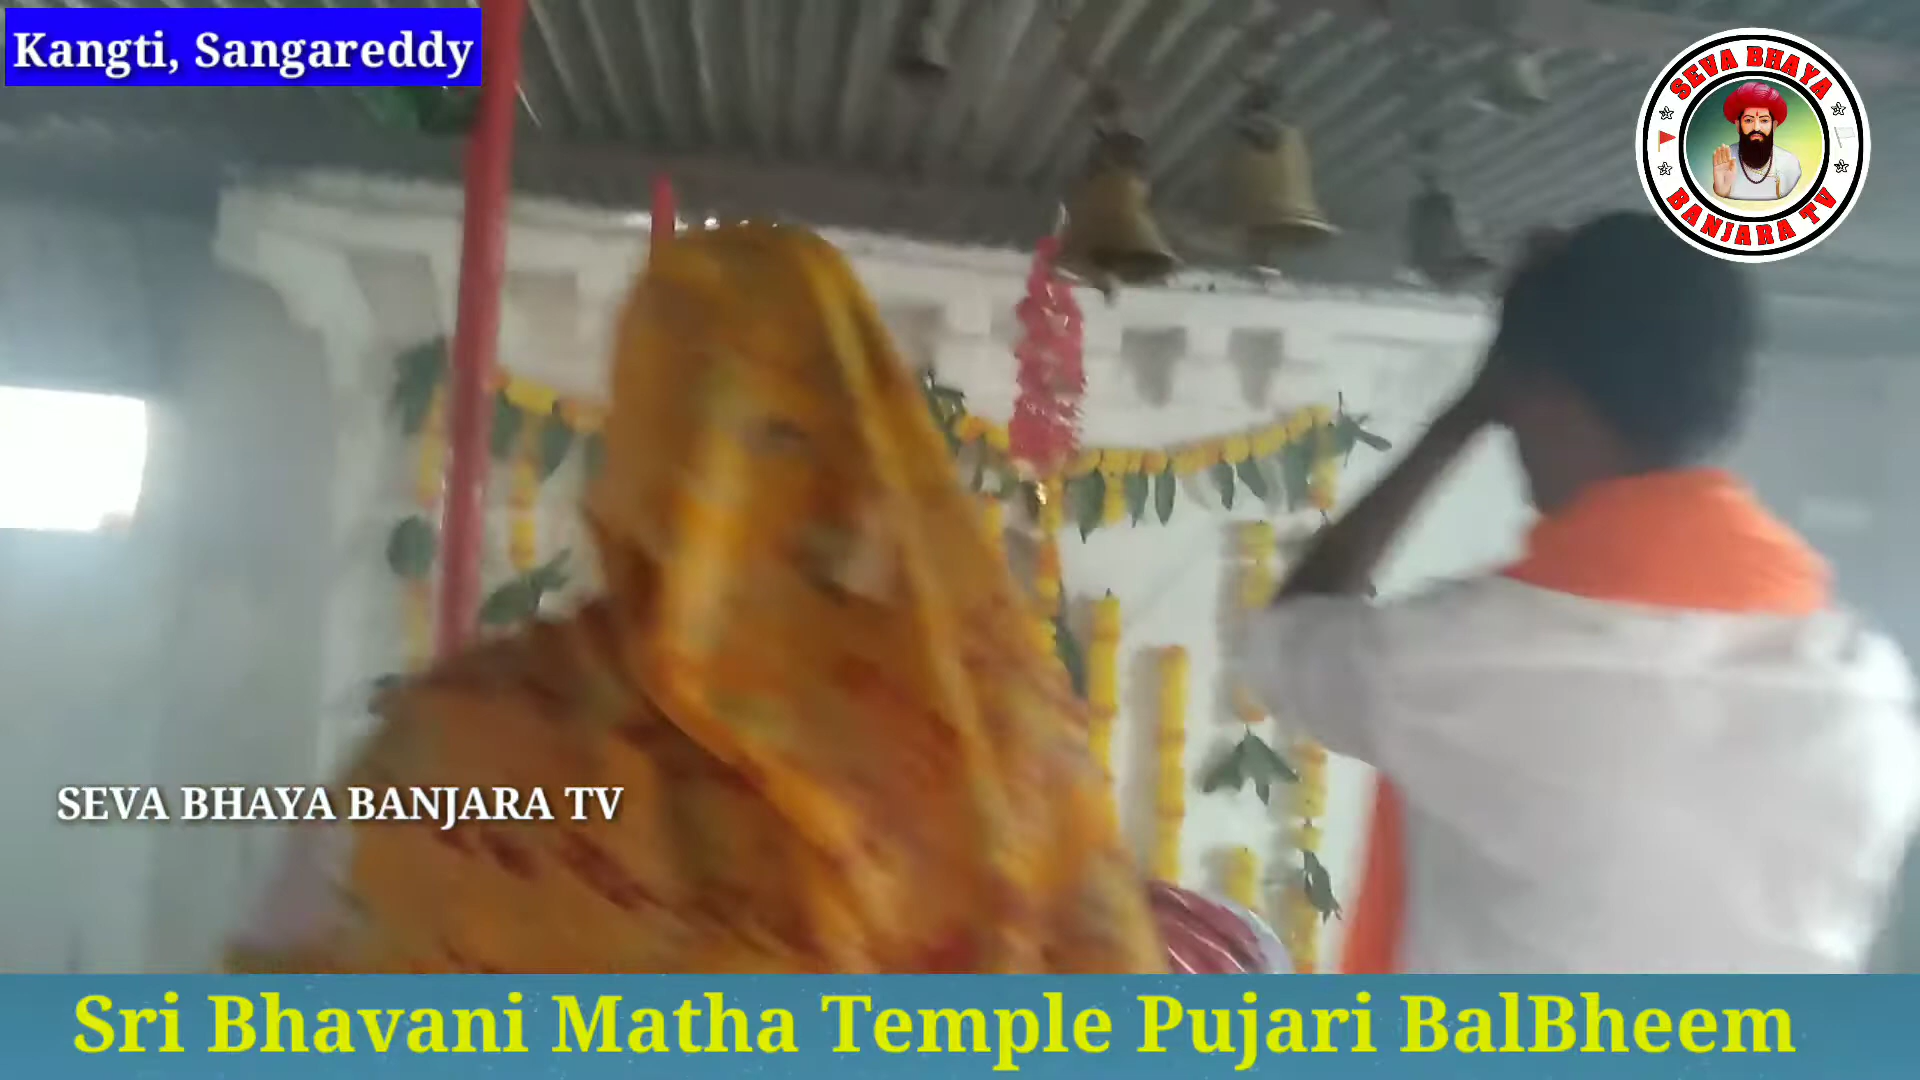 Kangti, Sangareddy
SEVA BHAYA
BANJARA TV
SEVA BHAYA BANJARA TV
Sri Bhavani Matha Temple Pujari BalBheem